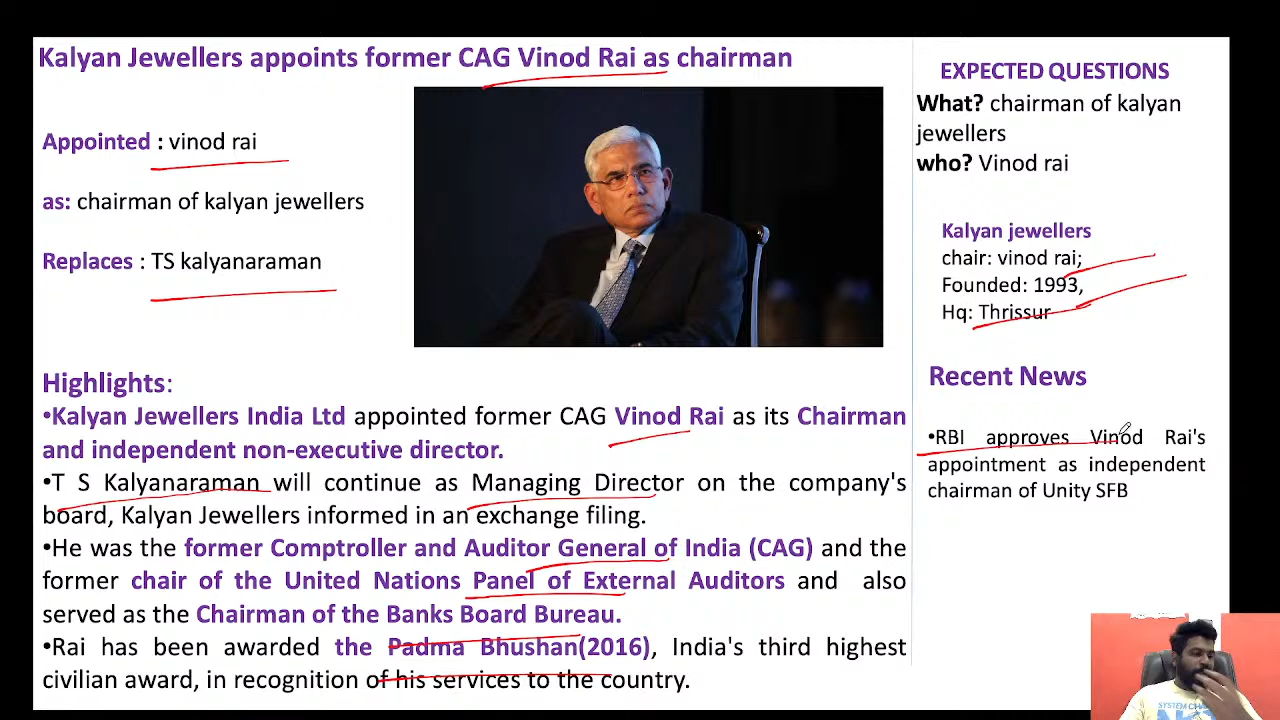 Kalyan Jewellers appoints former CAG Vinod Rai as chairman
Appointed : vinod rai
as: chairman of kalyan jewellers
Replaces : TS kalyanaraman
Highlights:
•Kalyan Jewellers India Ltd appointed former CAG Vinod Rai as its Chairman
and independent non-executive director.
•T S Kalyanaraman will continue as Managing Director on the company's
board, Kalyan Jewellers informed in an exchange filing.
•He was the former Comptroller and Auditor General of India (CAG) and the
former chair of the United Nations Panel of External Auditors and also
served as the Chairman of the Banks Board Bureau.
•Rai has been awarded the Padma Bhushan(2016), India's third highest
civilian award, in recognition of his services to the country.
EXPECTED QUESTIONS
What? chairman of kalyan
jewellers
who? Vinod rai
Kalyan jewellers
chair: vinod rai;
Founded: 1993,
Hq: Thrissur
Recent News
•RBI approves Vinod Rai's
appointment as independent
chairman of Unity SFB